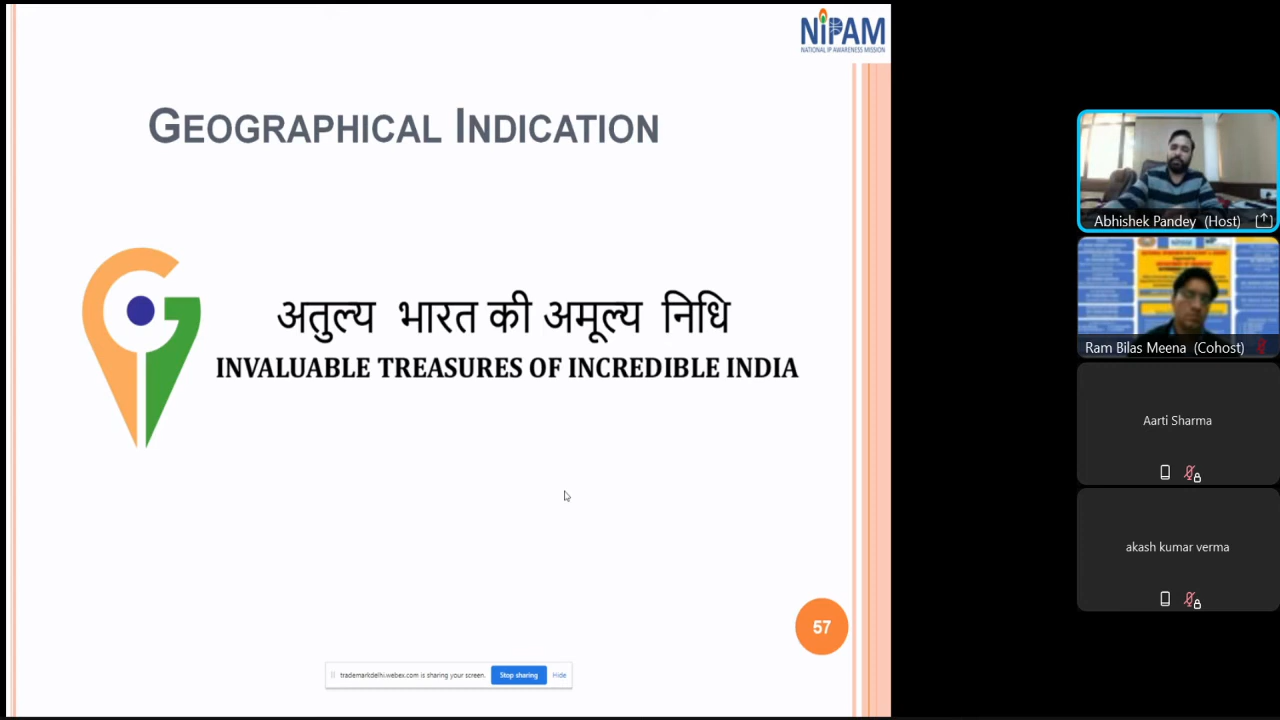 NiPAM
NATIONAL IP AWARENESS MISSION
GEOGRAPHICAL INDICATION
अतुल्य भारत की अमूल्य निधि
INVALUABLE TREASURES OF INCREDIBLE INDIA
57
trademarkdelhi.webex.com is sharing your screen.
Stop sharing
Hide
Abhishek Pandey (Host)
Ram Bilas Meena (Cohost)
Aarti Sharma
akash kumar verma